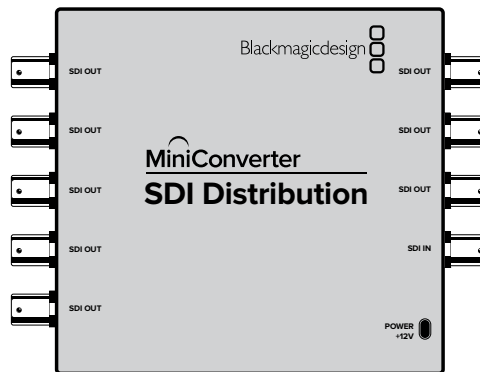 Blackmagicdesign
SDI OUT
SDI OUT
SDI OUT
SDI OUT
MiniConverter
SDI Distribution
SDI OUT
SDI OUT
SDI OUT
SDI IN
SDI OUT
POWER
+12V